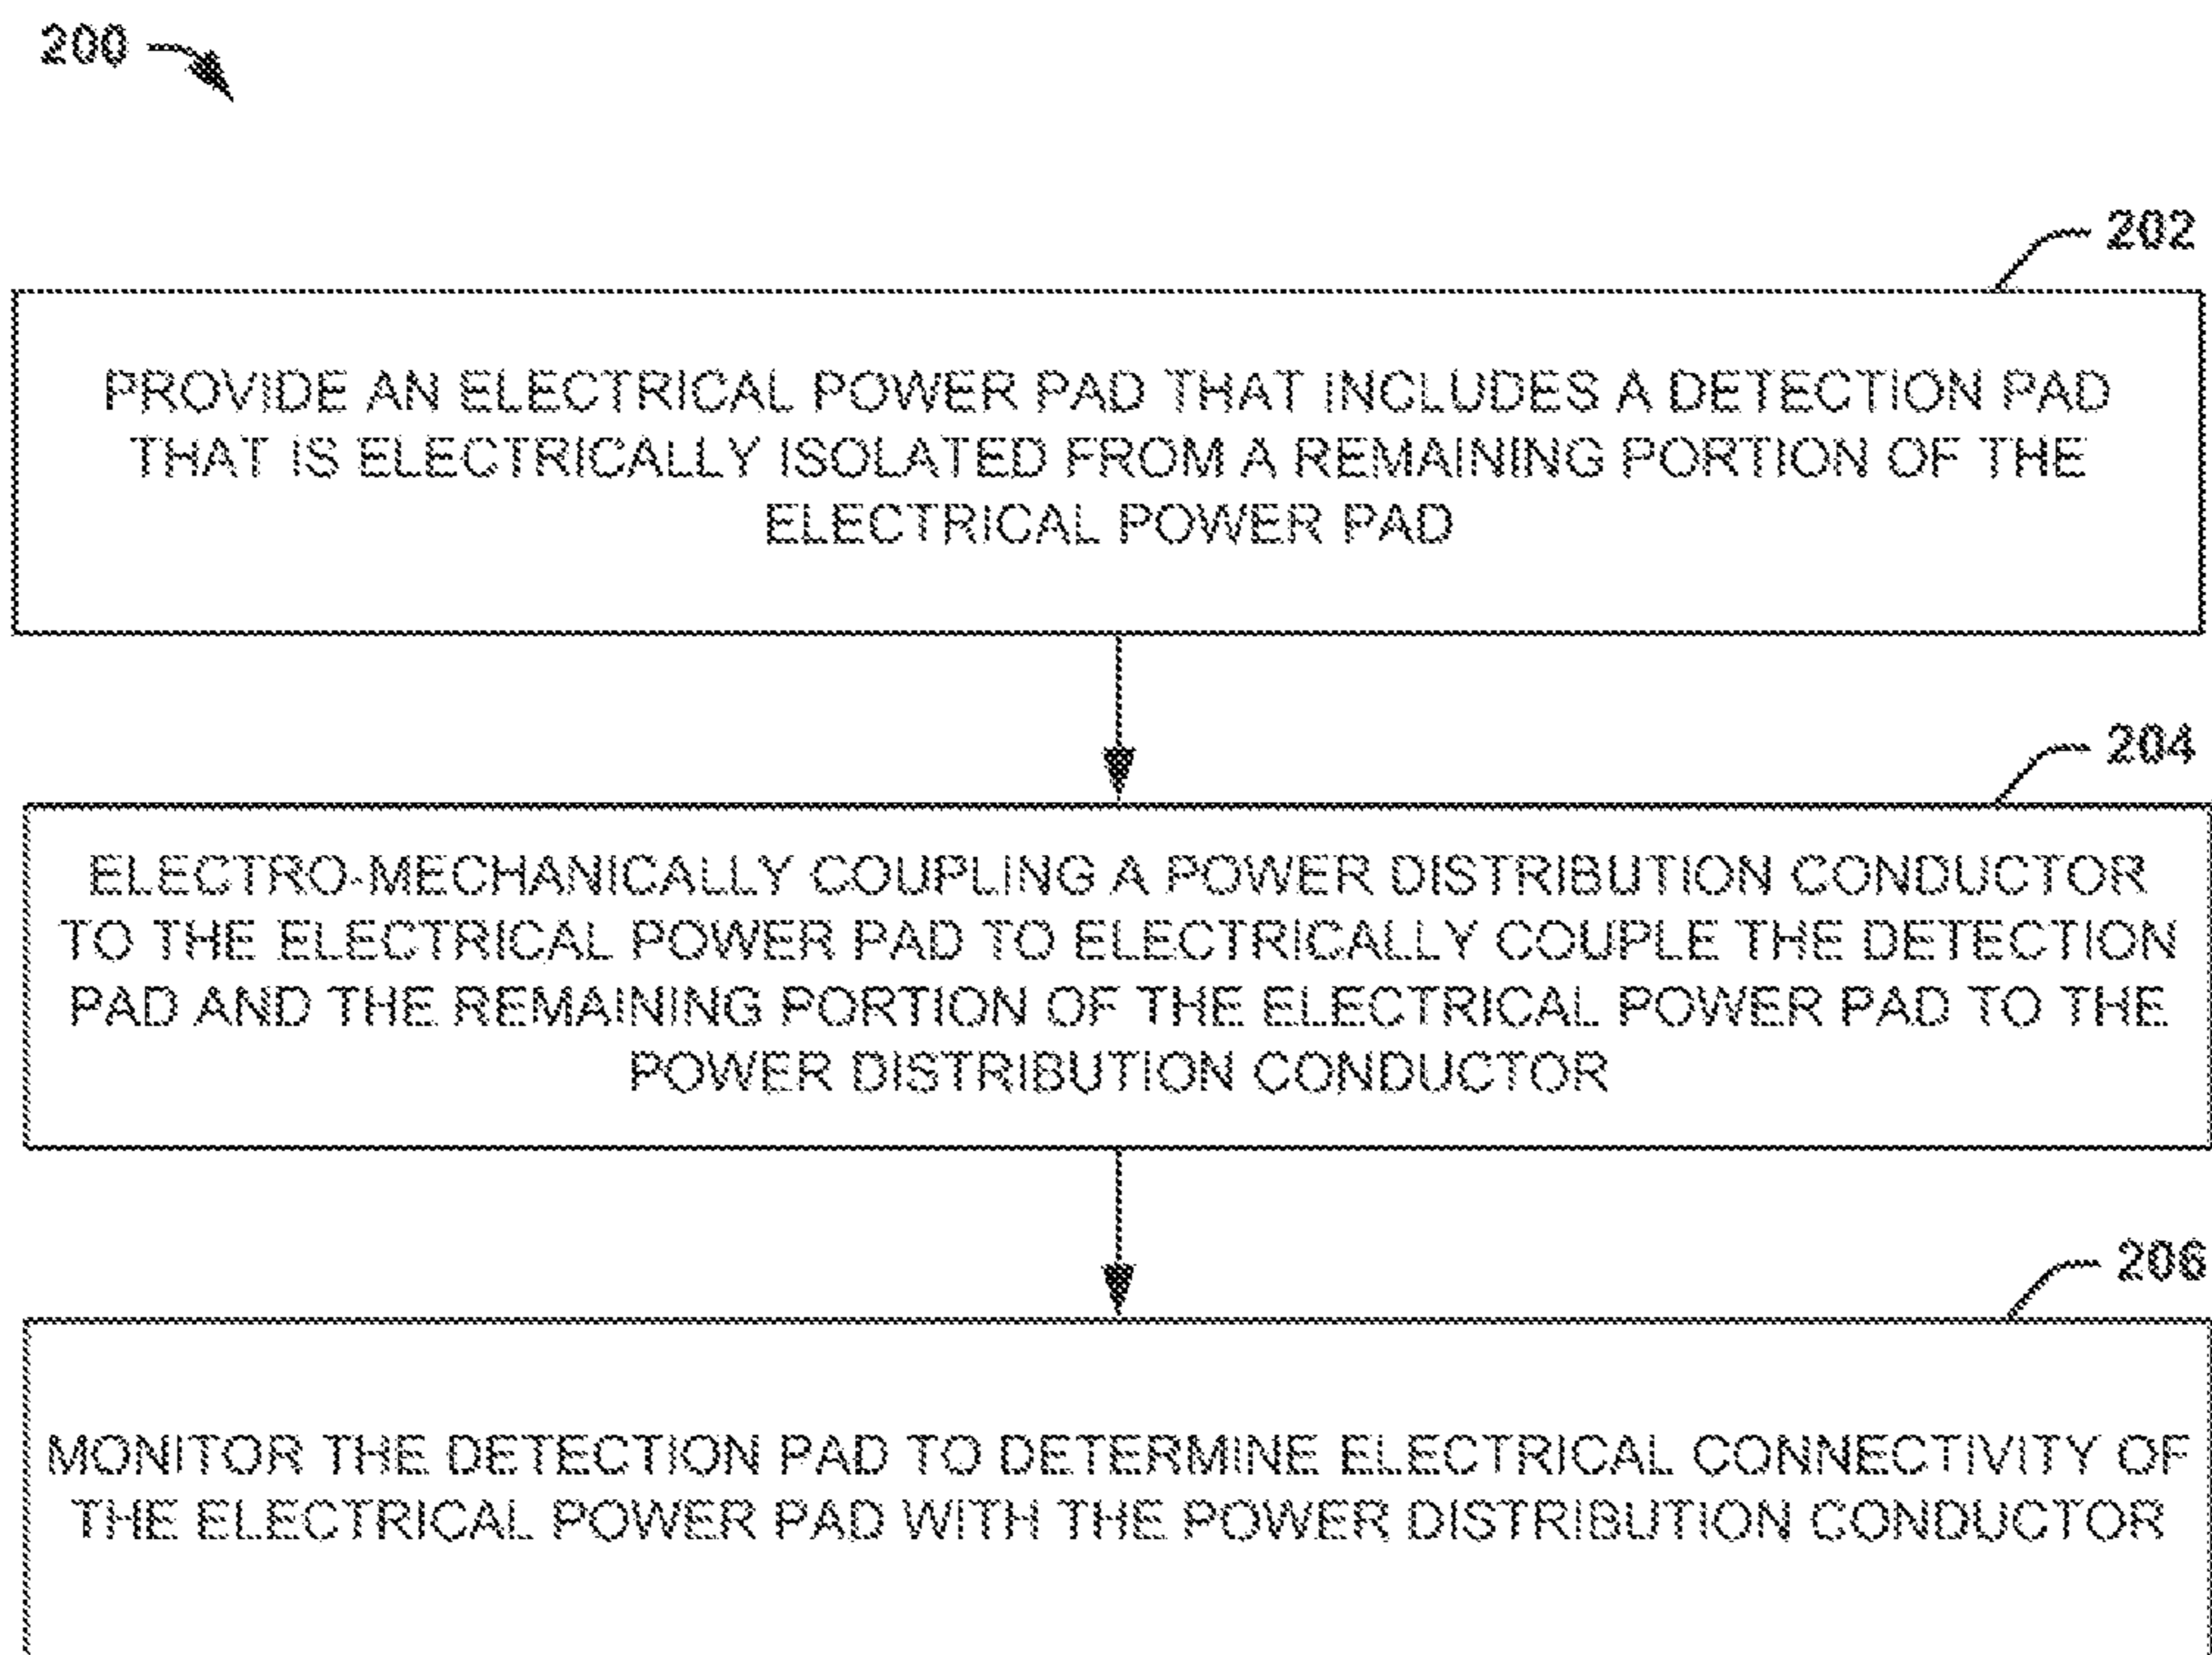 200
202
PROVIDE AN ELECTRICAL POWER PAD THAT INCLUDES A DETECTION PAD
THAT IS ELECTRICALLY ISOLATED FROM A REMAINING PORTION OF THE
ELECTRICAL POWER PAD
204
ELECTRO-MECHANICALLY COUPLING A POWER DISTRIBUTION CONDUCTOR
TO THE ELECTRICAL POWER PAD TO ELECTRICALLY COUPLE THE DETECTION
PAD AND THE REMAINING PORTION OF THE ELECTRICAL POWER PAD TO THE
POWER DISTRIBUTION CONDUCTOR
206
MONITOR THE DETECTION PAD TO DETERMINE ELECTRICAL CONNECTIVITY OF
THE ELECTRICAL POWER PAD WITH THE POWER DISTRIBUTION CONDUCTOR